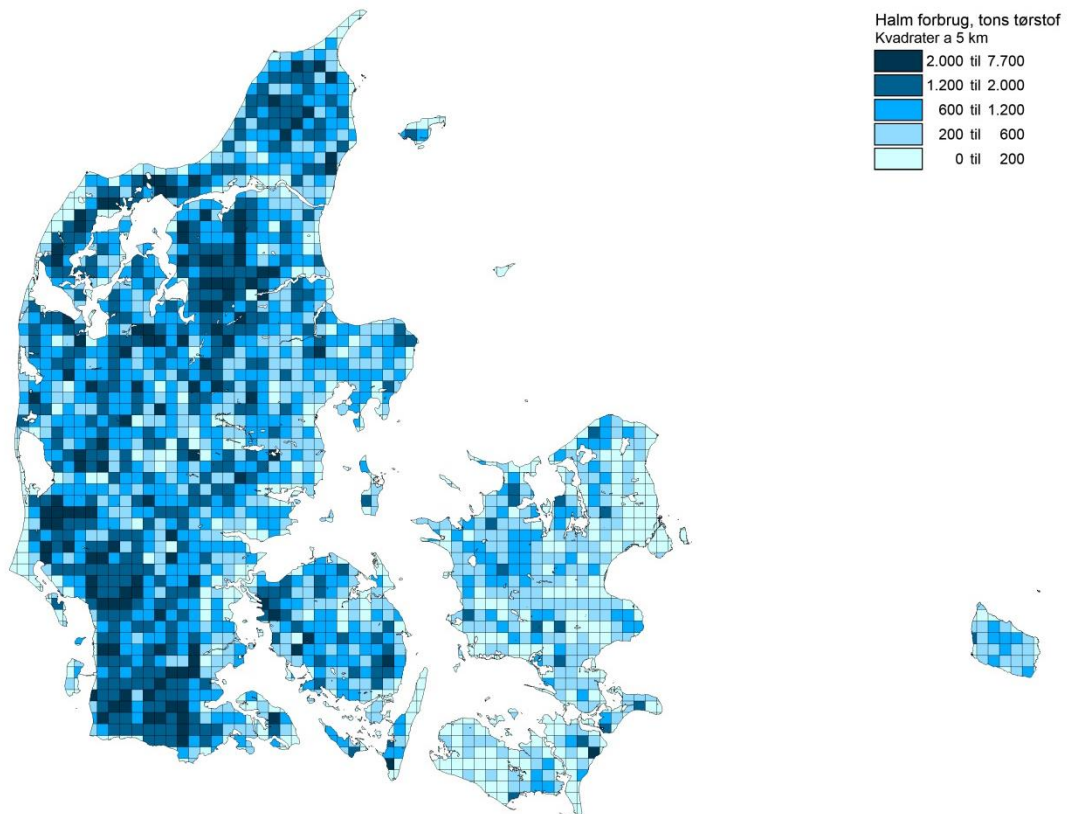 Halm forbrug, tons tørstof
Kvadrater a 5 km
2.000 til 7.700
1.200 til 2.000
600 til 1.200
200 til 600
0 til 200